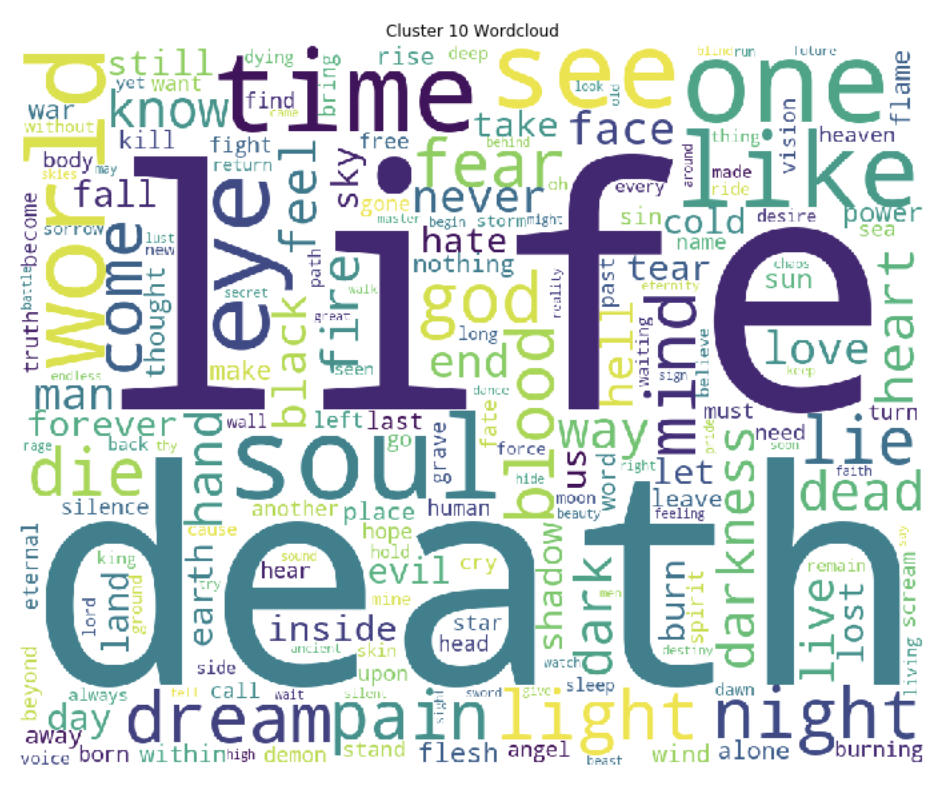 Cluster 10 Wordcloud
world
still
dying
time
rise
deep
see
one
blind
run
future
yet
want
bring
look
old
flame
war
know
find
came
take
face
vision
heaven
without
kill
fight
free
behind
thing
like
body
may
return
fear
every
around
made
ride
skies
fall
eye
feel
sky
gone
never
oh
sin
cold
desire
power
sorrow
become
lust
new
master
begin
storm
might
hate
name
sea
truth
battle
come
thought
secret
path
walk
great
fire
nothing
god
long
reality
past
tear
eternity
sun
chaos
heart
life
black
make
seen
end
blood
hell
waiting
mind
sign
believe
love
keep
endless
man
dance
forever
hand
wall
left
last
fate
way
us
must
need
turn
rage
back
thy
soul
go
grave
force
pride
soon
lie
die
hide
word
right
let
darkness
faith
silence
another
place
human
moon
beauty
leave
feeling
dead
eternal
earth
cause
hope
shadow
dark
burn
say
king
sound
hold
evil
cry
death
lord
land
ground
hear
try
star
head
men
spirit
live
lost
remain
scream
inside
mine
ancient
skin
destiny
side
upon
watch
living
beyond
always
tell
call
wait
silent
sword
give
sleep
dawn
day
dream
pain
sight
light
night
away
voice
born
within
high
demon
stand
flesh
angel
beast
wind
alone
burning